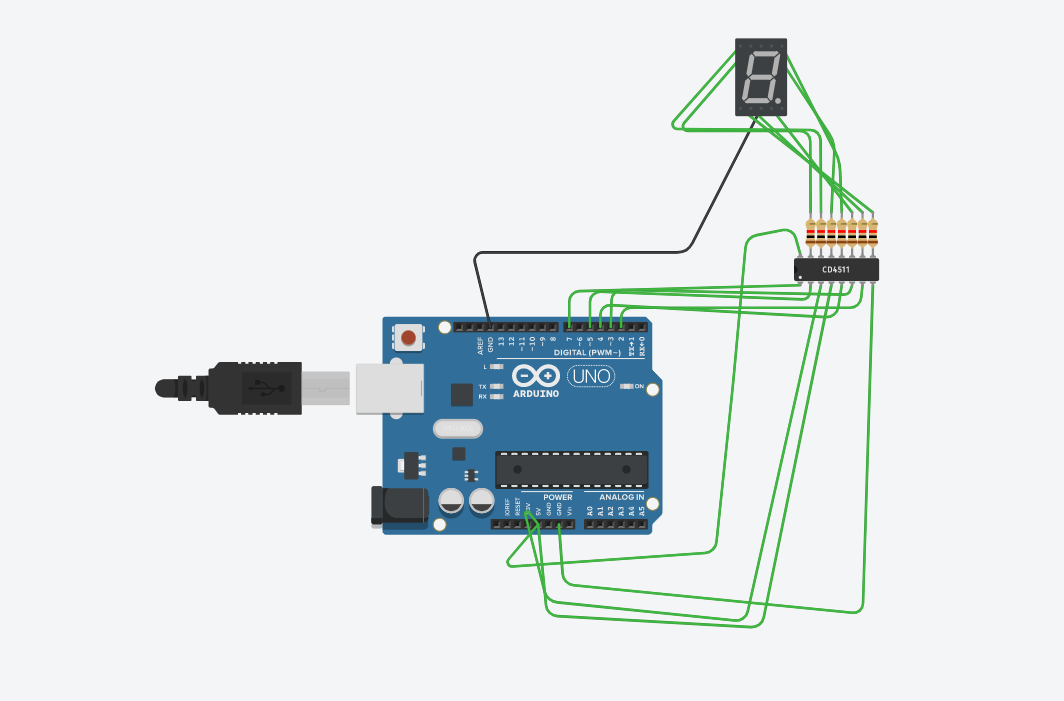 CD4511
AREF
GND
13
12
~11
~10
~9
8
7
~6
~5
4
~3
2
TX→1
RX←0
DIGITAL (PWM~)
L
TX
RX
ARDUINO
UNO
ON
POWER
ANALOG IN
IOREF
RESET
5V
GND
GND
Vin
A0
A1
A2
A3
A4
A5